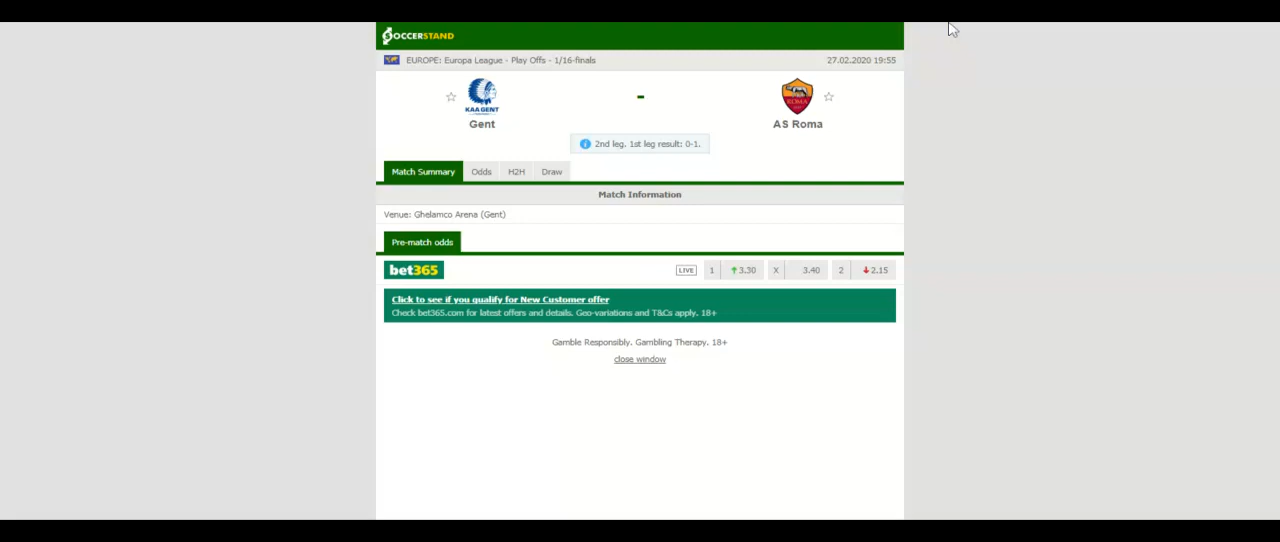 SOCCERSTAND
EUROPE: Europa League - Play Offs - 1/16-finals 27.02.2020 19:55
KAA GENT ROMA
-
Gent AS Roma
i 2nd leg. 1st leg result: 0-1.
Match Summary Odds H2H Draw
Match Information
Venue: Ghelamco Arena (Gent)
Pre-match odds
bet365 LIVE 1 3.30 X 3.40 2 2.15
Click to see if you qualify for New Customer offer
Check bet365.com for latest offers and details. Geo-variations and T&Cs apply. 18+
Gamble Responsibly. Gambling Therapy. 18+
close window